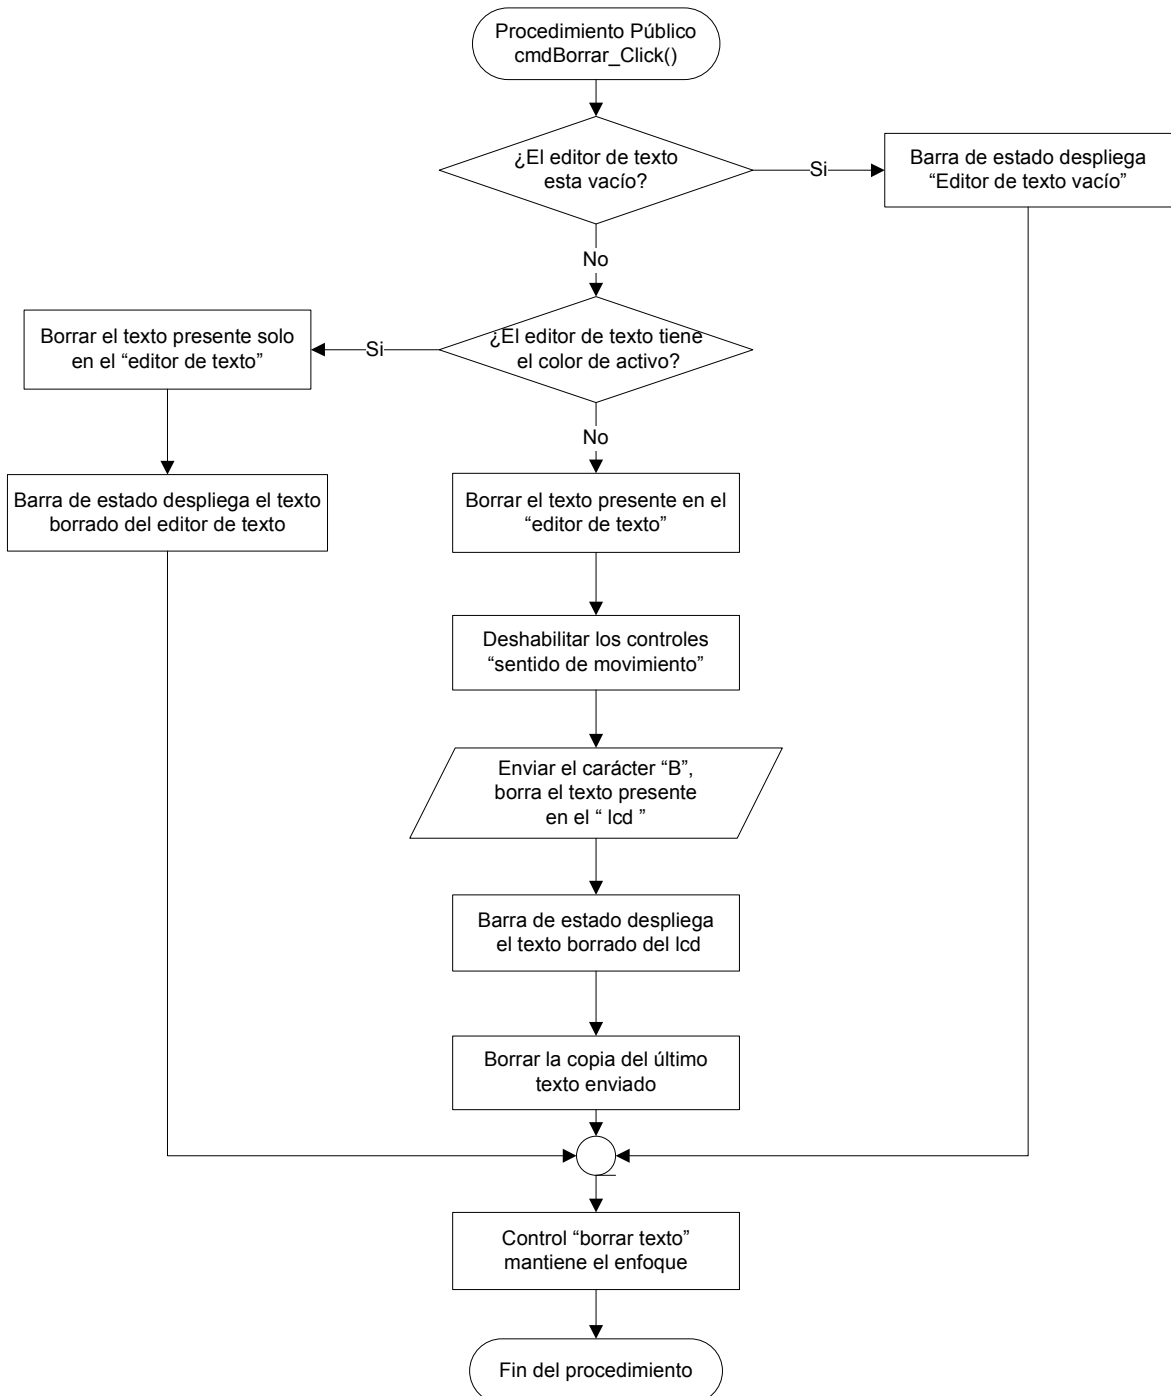 Procedimiento Público
cmdBorrar_Click()
¿El editor de texto
esta vacío?
Si
Barra de estado despliega
“Editor de texto vacío”
No
¿El editor de texto tiene
el color de activo?
Si
Borrar el texto presente solo
en el “editor de texto”
No
Barra de estado despliega el texto
borrado del editor de texto
Borrar el texto presente en el
“editor de texto”
Deshabilitar los controles
“sentido de movimiento”
Enviar el carácter “B”,
borra el texto presente
en el “ lcd ”
Barra de estado despliega
el texto borrado del lcd
Borrar la copia del último
texto enviado
Control “borrar texto”
mantiene el enfoque
Fin del procedimiento